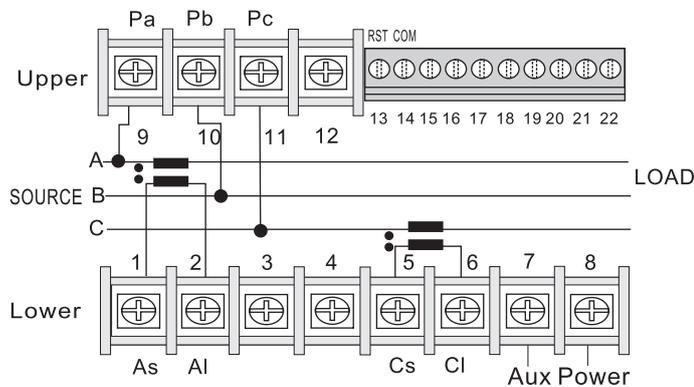 Pa Pb Pc
RST COM
Upper
9 10 11 12
13 14 15 16 17 18 19 20 21 22
A
LOAD
SOURCE B
C
1 2 3 4 5 6 7 8
Lower
As Al Cs Cl
Aux Power